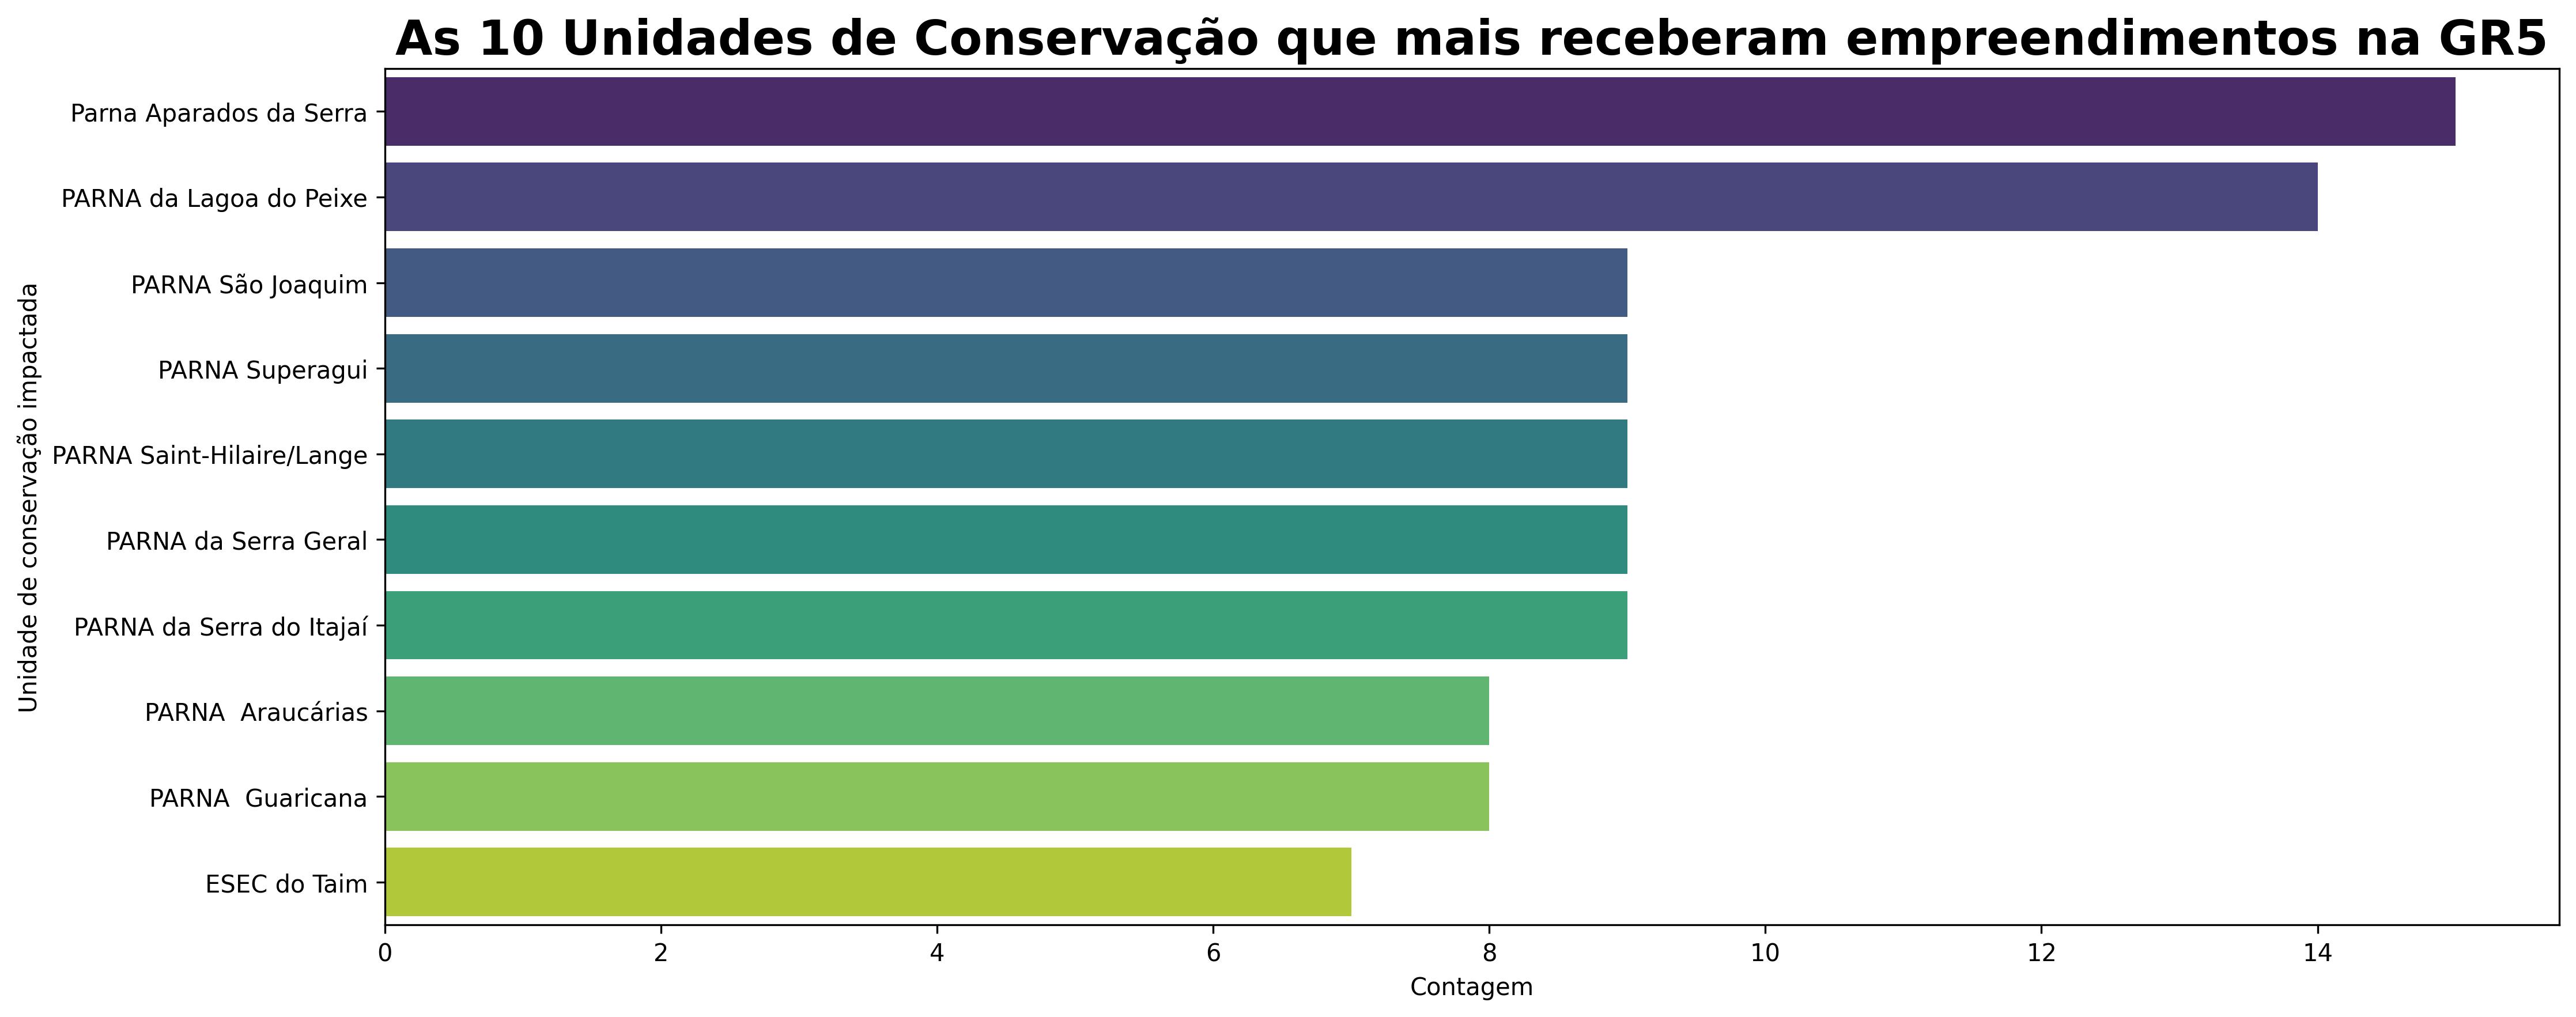 As 10 Unidades de Conservação que mais receberam empreendimentos na GR5
Unidade de conservação impactada
Parna Aparados da Serra
PARNA da Lagoa do Peixe
PARNA São Joaquim
PARNA Superagui
PARNA Saint-Hilaire/Lange
PARNA da Serra Geral
PARNA da Serra do Itajaí
PARNA  Araucárias
PARNA  Guaricana
ESEC do Taim
0 2 4 6 8 10 12 14
Contagem